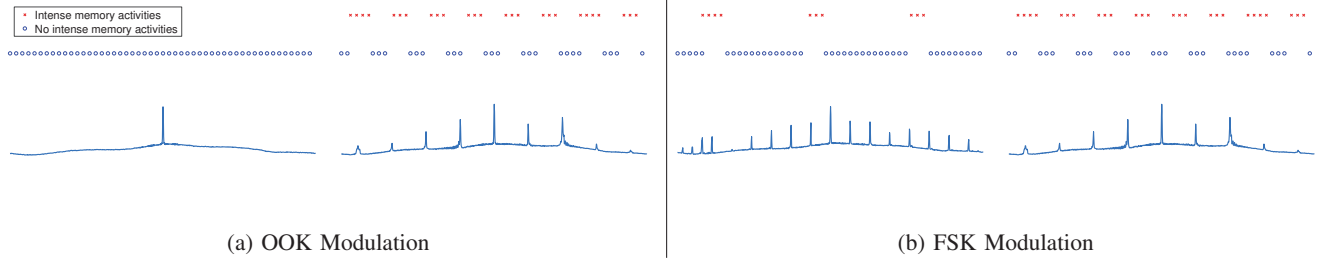 Intense memory activities
No intense memory activities
(a) OOK Modulation
(b) FSK Modulation